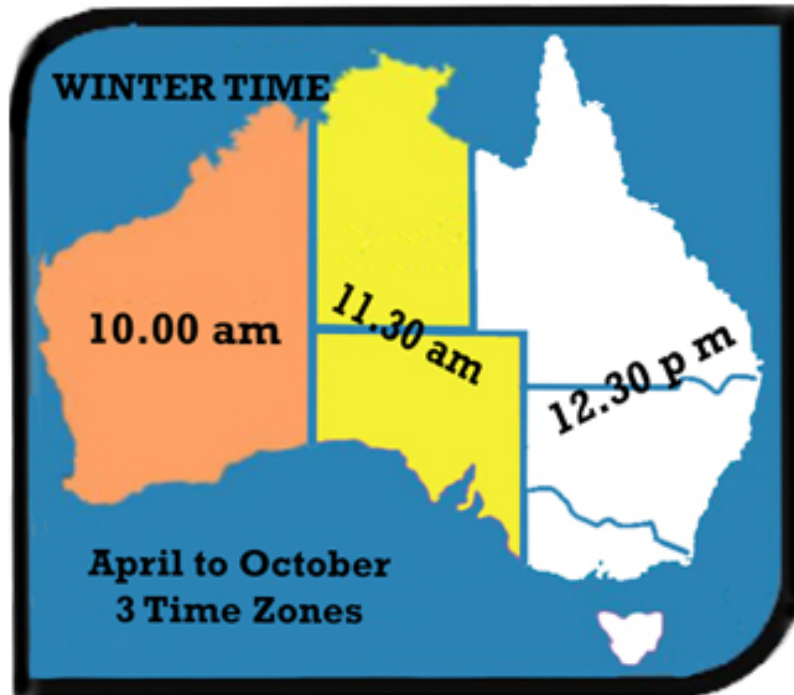 WINTER TIME
10.00 am
11.30 am
12.30 p m
April to October
3 Time Zones